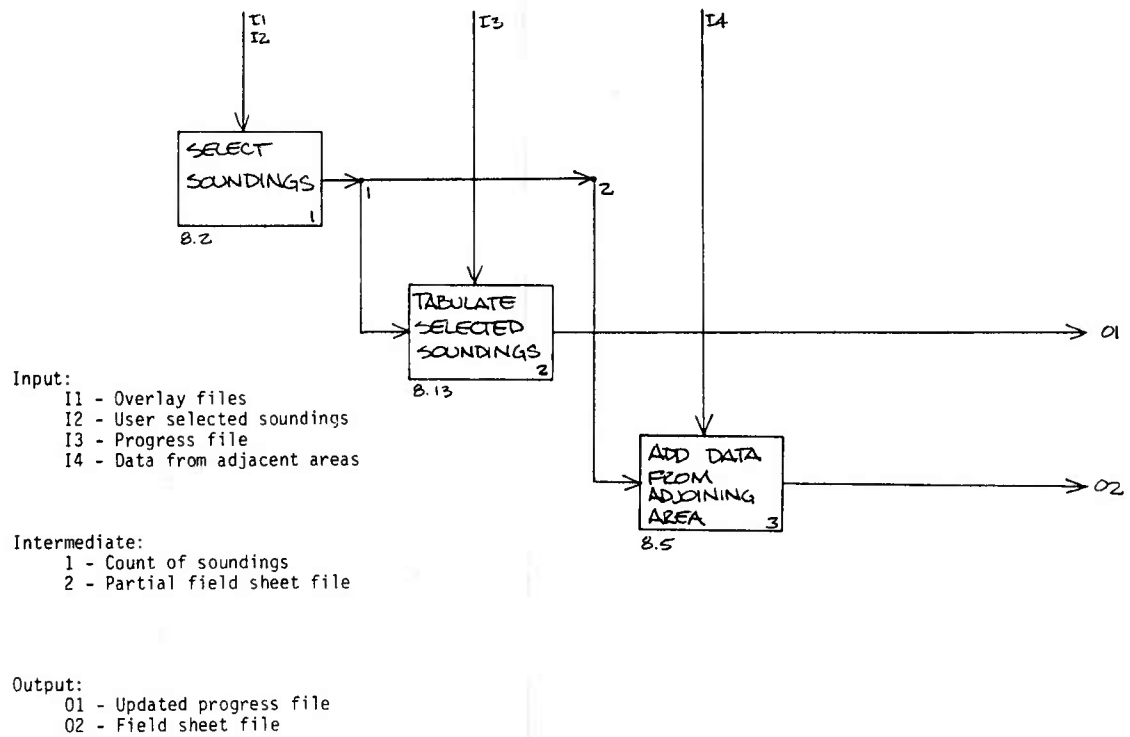 I1
I2
I3
I4
SELECT
SOUNDINGS
1
8.2
1
2
TABULATE
SELECTED
SOUNDINGS
2
8.13
O1
ADD DATA
FROM
ADJOINING
AREA
3
8.5
O2
Input:
I1 - Overlay files
I2 - User selected soundings
I3 - Progress file
I4 - Data from adjacent areas
Intermediate:
1 - Count of soundings
2 - Partial field sheet file
Output:
O1 - Updated progress file
O2 - Field sheet file